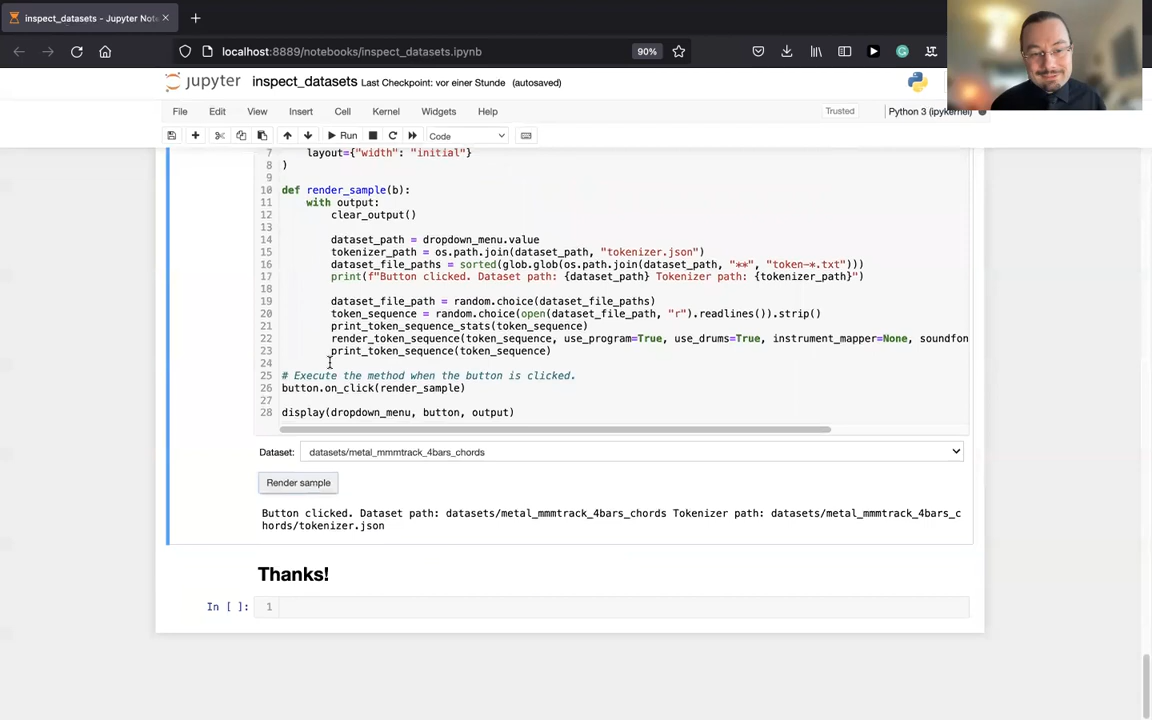 inspect_datasets - Jupyter Not
localhost:8889/notebooks/inspect_datasets.ipynb
90%
jupyter inspect_datasets Last Checkpoint: vor einer Stunde (autosaved)
File Edit View Insert Cell Kernel Widgets Help
Trusted
Python 3 (ipykernel)
Run
Code
7 layout={"width": "initial"}
8 )
9
10 def render_sample(b):
11 with output:
12 clear_output()
13
14 dataset_path = dropdown_menu.value
15 tokenizer_path = os.path.join(dataset_path, "tokenizer.json")
16 dataset_file_paths = sorted(glob.glob(os.path.join(dataset_path, "**", "token-*.txt")))
17 print(f"Button clicked. Dataset path: {dataset_path} Tokenizer path: {tokenizer_path}")
18
19 dataset_file_path = random.choice(dataset_file_paths)
20 token_sequence = random.choice(open(dataset_file_path, "r").readlines()).strip()
21 print_token_sequence_stats(token_sequence)
22 render_token_sequence(token_sequence, use_program=True, use_drums=True, instrument_mapper=None, soundfon
23 print_token_sequence(token_sequence)
24
25 # Execute the method when the button is clicked.
26 button.on_click(render_sample)
27
28 display(dropdown_menu, button, output)
Dataset: datasets/metal_mmmtrack_4bars_chords
Render sample
Button clicked. Dataset path: datasets/metal_mmmtrack_4bars_chords Tokenizer path: datasets/metal_mmmtrack_4bars_c
hords/tokenizer.json
Thanks!
In [ ]: 1